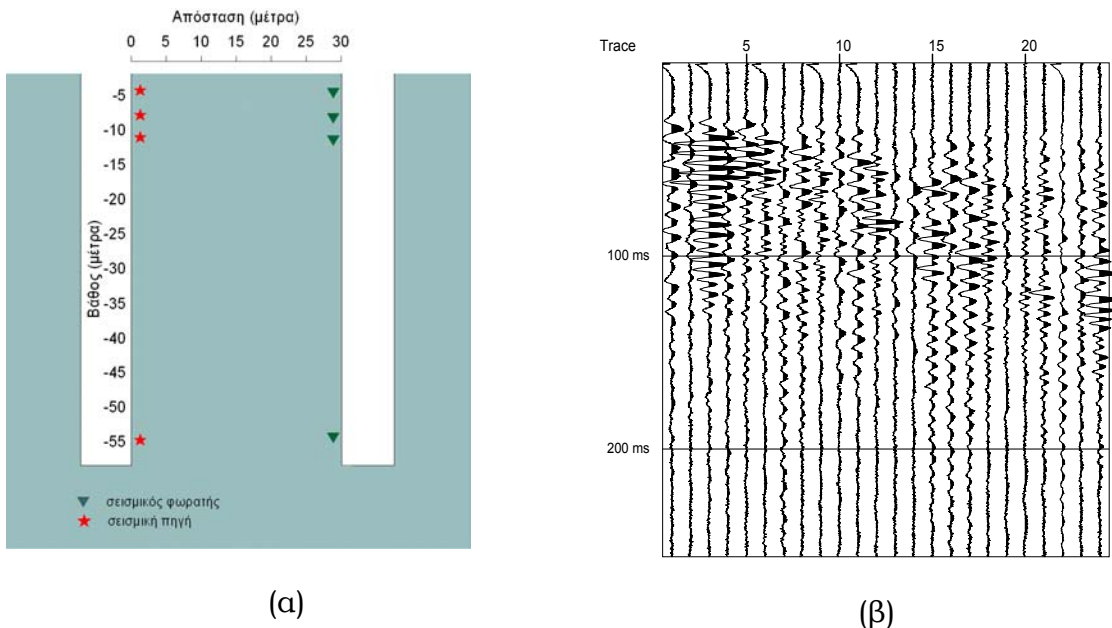 Απόσταση (μέτρα)
0 5 10 15 20 25 30
Βάθος (μέτρα)
-5
-10
-15
-20
-25
-30
-35
-40
-45
-50
-55
σεισμικός φωρατής
σεισμική πηγή
(α)
Trace 5 10 15 20
100 ms
200 ms
(β)